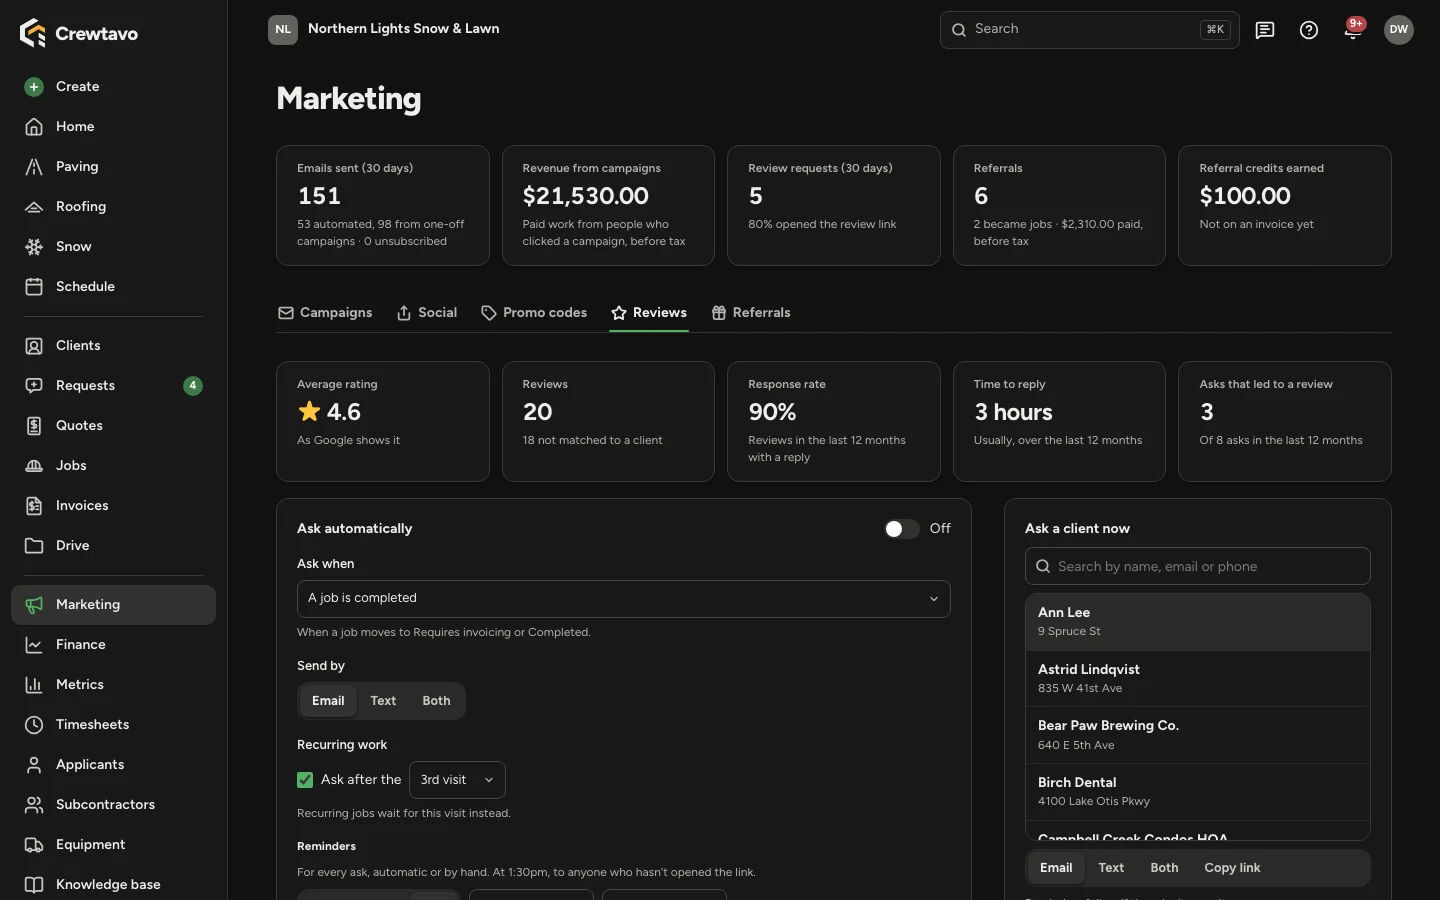 Crewtavo
NL
Northern Lights Snow & Lawn
Search
⌘K
9+
DW
Create
Home
Paving
Roofing
Snow
Schedule
Clients
Requests
4
Quotes
Jobs
Invoices
Drive
Marketing
Finance
Metrics
Timesheets
Applicants
Subcontractors
Equipment
Knowledge base
Marketing
Emails sent (30 days)
151
53 automated, 98 from one-off
campaigns · 0 unsubscribed
Revenue from campaigns
$21,530.00
Paid work from people who
clicked a campaign, before tax
Review requests (30 days)
5
80% opened the review link
Referrals
6
2 became jobs · $2,310.00 paid,
before tax
Referral credits earned
$100.00
Not on an invoice yet
Campaigns
Social
Promo codes
Reviews
Referrals
Average rating
4.6
As Google shows it
Reviews
20
18 not matched to a client
Response rate
90%
Reviews in the last 12 months
with a reply
Time to reply
3 hours
Usually, over the last 12 months
Asks that led to a review
3
Of 8 asks in the last 12 months
Ask automatically
Off
Ask when
A job is completed
When a job moves to Requires invoicing or Completed.
Send by
Email
Text
Both
Recurring work
Ask after the
3rd visit
Recurring jobs wait for this visit instead.
Reminders
For every ask, automatic or by hand. At 1:30pm, to anyone who hasn't opened the link.
Ask a client now
Search by name, email or phone
Ann Lee
9 Spruce St
Astrid Lindqvist
835 W 41st Ave
Bear Paw Brewing Co.
640 E 5th Ave
Birch Dental
4100 Lake Otis Pkwy
Campbell Creek Condos HOA
Email
Text
Both
Copy link